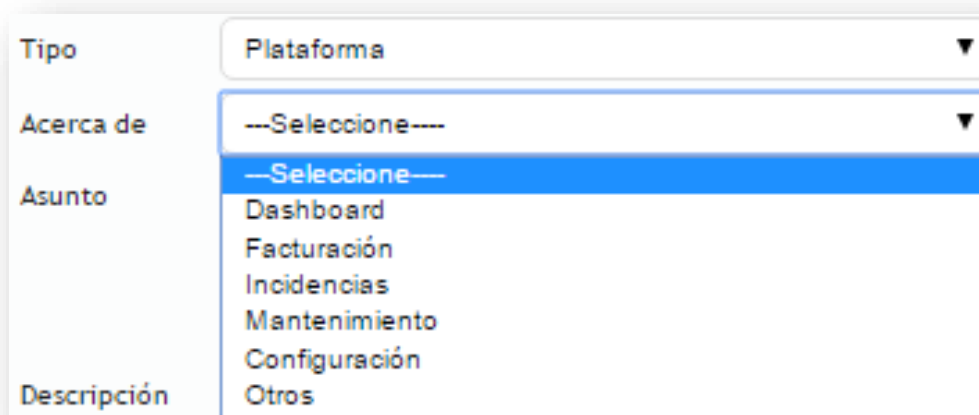 Tipo Plataforma
Acerca de ---Seleccione----
---Seleccione----
Asunto
Dashboard
Facturación
Incidencias
Mantenimiento
Configuración
Descripción Otros